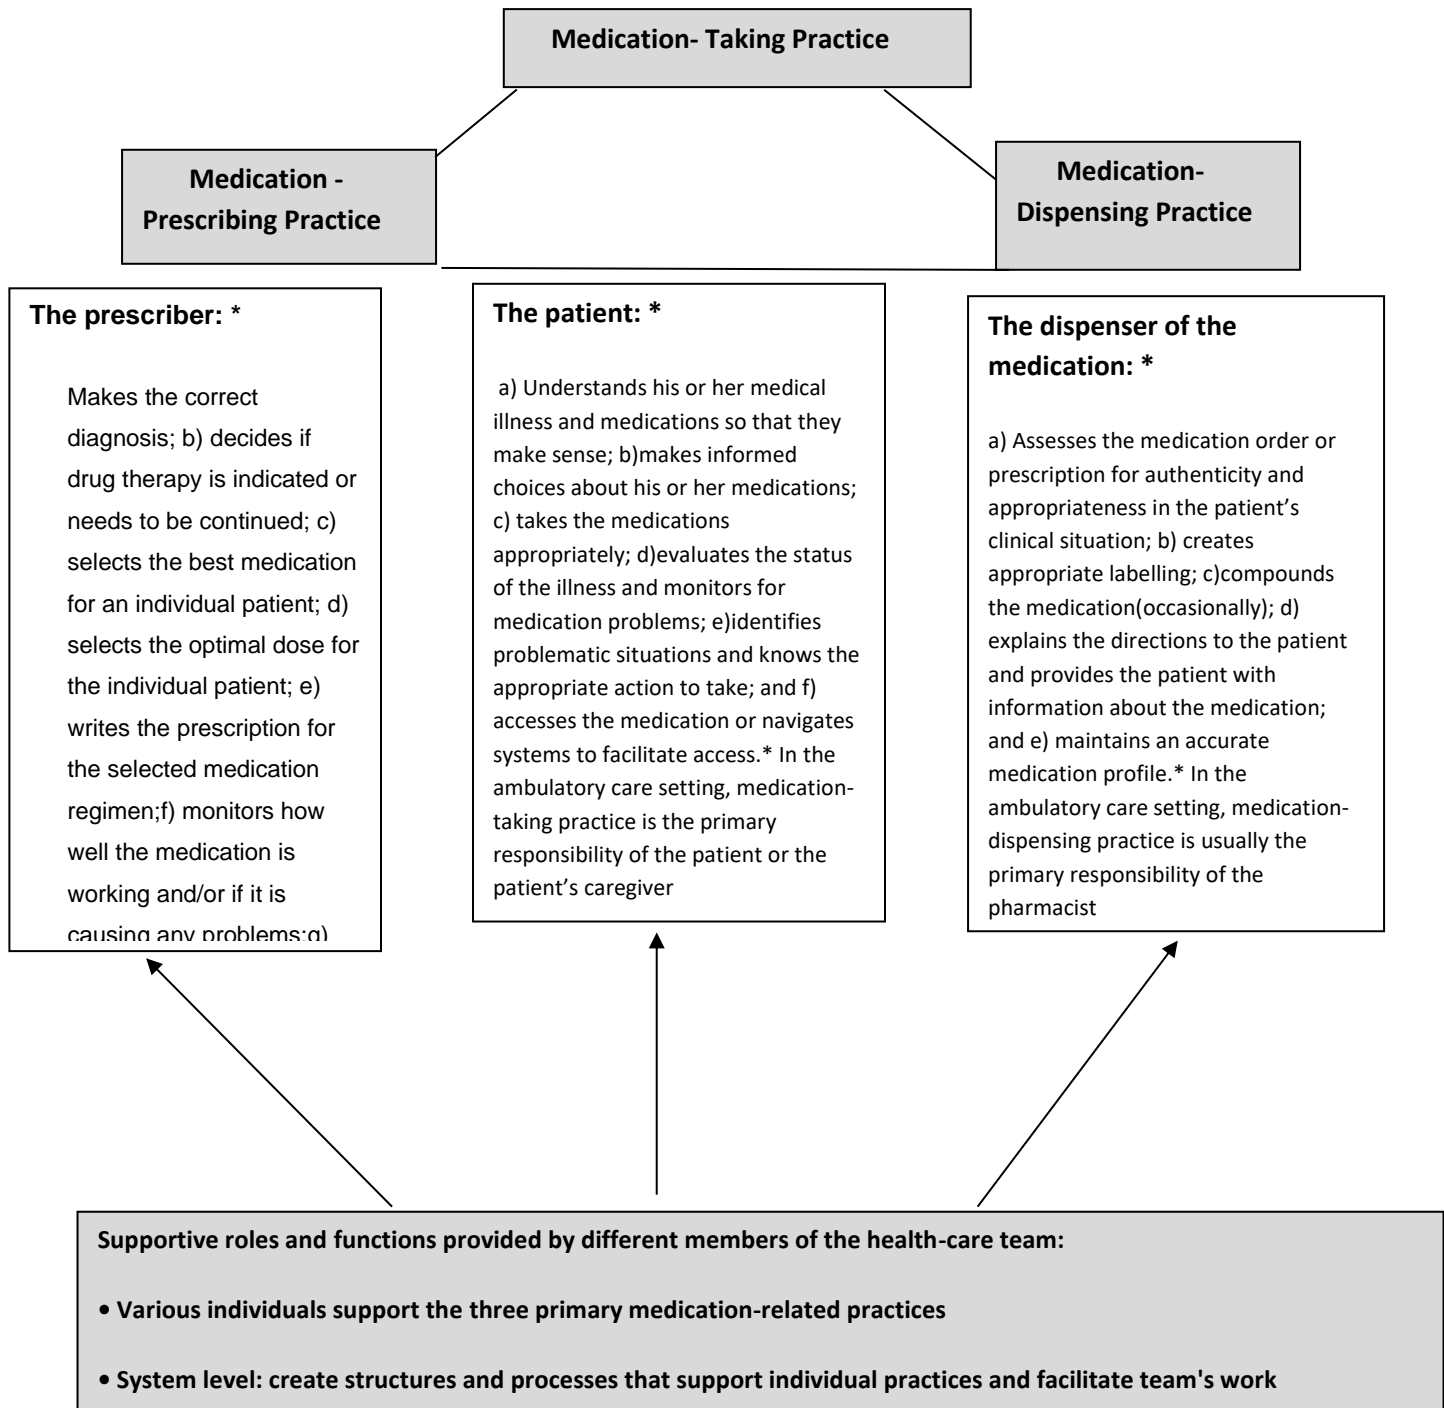 Medication- Taking Practice
Medication -
Prescribing Practice
Medication-
Dispensing Practice
The prescriber: *
Makes the correct
diagnosis; b) decides if
drug therapy is indicated or
needs to be continued; c)
selects the best medication
for an individual patient; d)
selects the optimal dose for
the individual patient; e)
writes the prescription for
the selected medication
regimen;f) monitors how
well the medication is
working and/or if it is
causing any problems;g)
The patient: *
a) Understands his or her medical
illness and medications so that they
make sense; b)makes informed
choices about his or her medications;
c) takes the medications
appropriately; d)evaluates the status
of the illness and monitors for
medication problems; e)identifies
problematic situations and knows the
appropriate action to take; and f)
accesses the medication or navigates
systems to facilitate access.* In the
ambulatory care setting, medication-
taking practice is the primary
responsibility of the patient or the
patient’s caregiver
The dispenser of the
medication: *
a) Assesses the medication order or
prescription for authenticity and
appropriateness in the patient’s
clinical situation; b) creates
appropriate labelling; c)compounds
the medication(occasionally); d)
explains the directions to the patient
and provides the patient with
information about the medication;
and e) maintains an accurate
medication profile.* In the
ambulatory care setting, medication-
dispensing practice is usually the
primary responsibility of the
pharmacist
Supportive roles and functions provided by different members of the health-care team:
• Various individuals support the three primary medication-related practices
• System level: create structures and processes that support individual practices and facilitate team's work